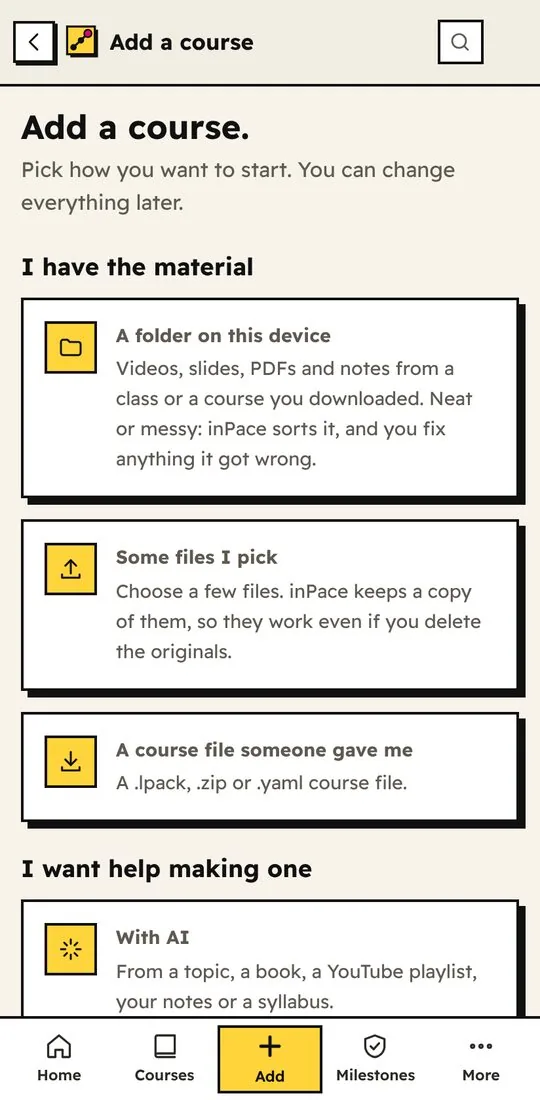 Add a course
Add a course.
Pick how you want to start. You can change
everything later.
I have the material
A folder on this device
Videos, slides, PDFs and notes from a
class or a course you downloaded. Neat
or messy: inPace sorts it, and you fix
anything it got wrong.
Some files I pick
Choose a few files. inPace keeps a copy
of them, so they work even if you delete
the originals.
A course file someone gave me
A .lpack, .zip or .yaml course file.
I want help making one
With AI
From a topic, a book, a YouTube playlist,
your notes or a syllabus.
Home
Courses
Add
Milestones
More